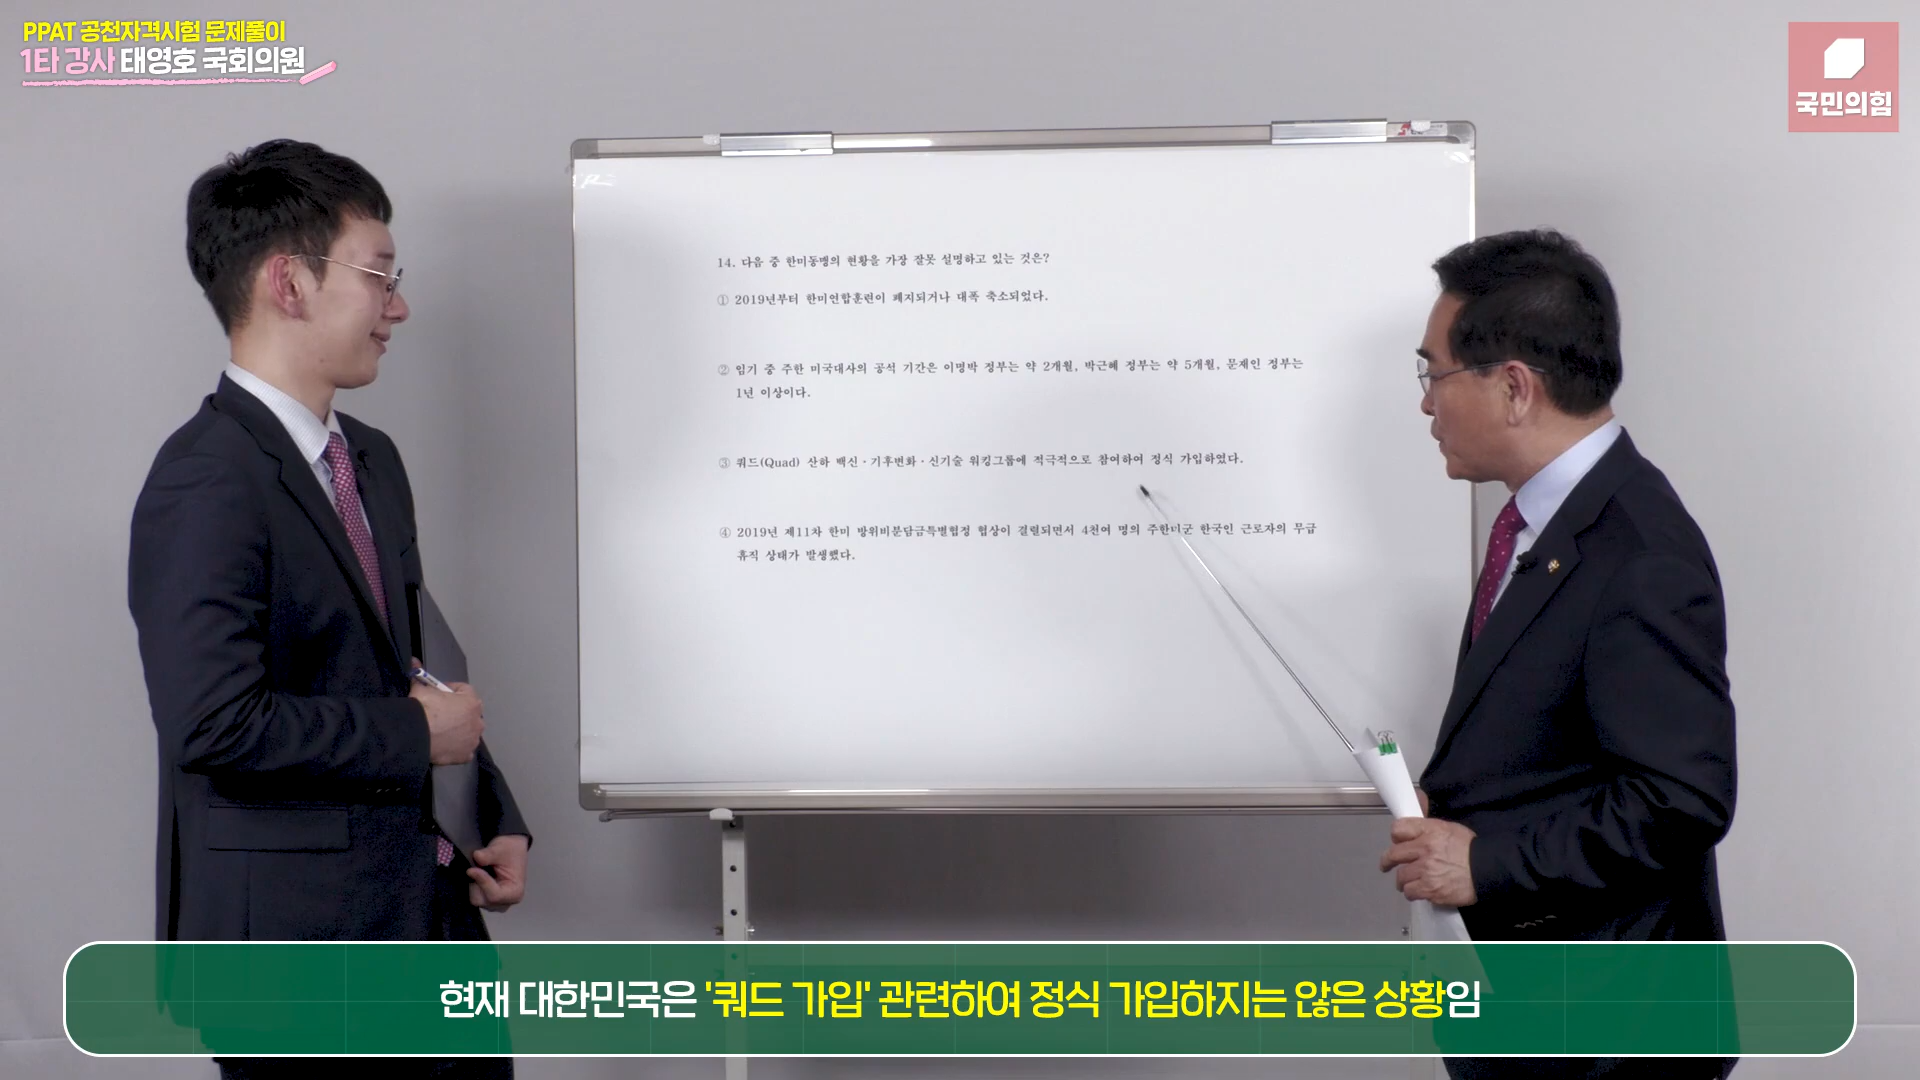 PPAT 공천자격시험 문제풀이
1타 강사 태영호 국회의원
국민의힘
14. 다음 중 한미동맹의 현황을 가장 잘못 설명하고 있는 것은?
① 2019년부터 한미연합훈련이 폐지되거나 대폭 축소되었다.
② 임기 중 주한 미국대사의 공석 기간은 이명박 정부는 약 2개월, 박근혜 정부는 약 5개월, 문재인 정부는
1년 이상이다.
③ 쿼드(Quad) 산하 백신·기후변화·신기술 워킹그룹에 적극적으로 참여하여 정식 가입하였다.
④ 2019년 제11차 한미 방위비분담금특별협정 협상이 결렬되면서 4천여 명의 주한미군 한국인 근로자의 무급
휴직 상태가 발생했다.
현재 대한민국은 '쿼드 가입' 관련하여 정식 가입하지는 않은 상황임